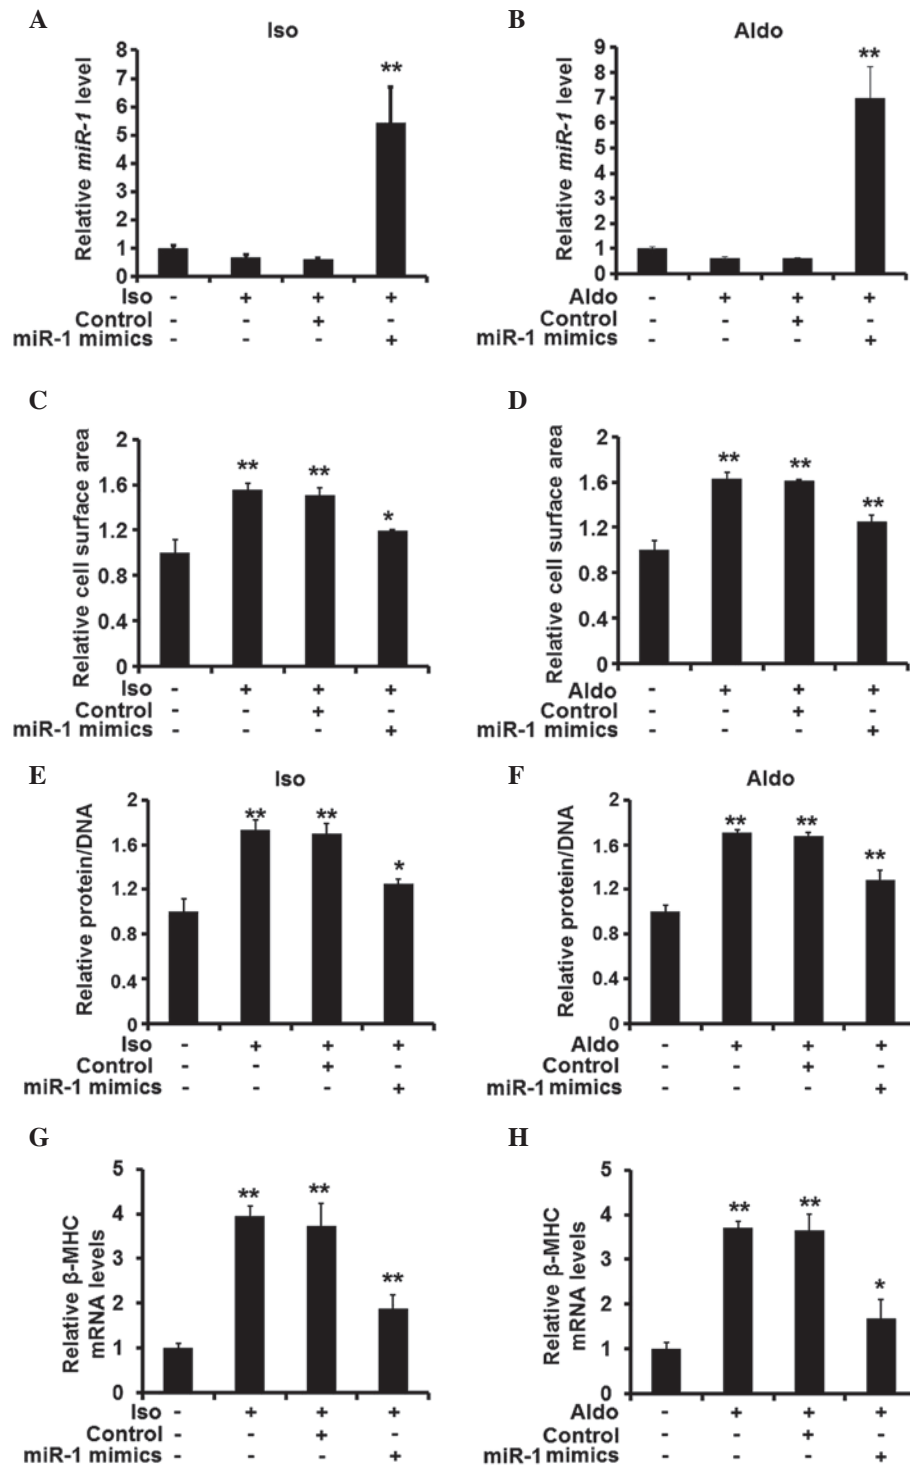 A
Iso
Relative miR-1 level
8
7
6
5
4
3
2
1
0
**
Iso - + + +
Control - - + -
miR-1 mimics - - - +
B
Aldo
Relative miR-1 level
9
8
7
6
5
4
3
2
1
0
**
Aldo - + + +
Control - - + -
miR-1 mimics - - - +
C
Relative cell surface area
2
1.6
1.2
0.8
0.4
0
** ** *
Iso - + + +
Control - - + -
miR-1 mimics - - - +
D
Relative cell surface area
2
1.6
1.2
0.8
0.4
0
** ** **
Aldo - + + +
Control - - + -
miR-1 mimics - - - +
E
Iso
Relative protein/DNA
2
1.6
1.2
0.8
0.4
0
** ** *
Iso - + + +
Control - - + -
miR-1 mimics - - - +
F
Aldo
Relative protein/DNA
2
1.6
1.2
0.8
0.4
0
** ** **
Aldo - + + +
Control - - + -
miR-1 mimics - - - +
G
Relative β-MHC
mRNA levels
5
4
3
2
1
0
** ** **
Iso - + + +
Control - - + -
miR-1 mimics - - - +
H
Relative β-MHC
mRNA levels
5
4
3
2
1
0
** ** *
Aldo - + + +
Control - - + -
miR-1 mimics - - - +